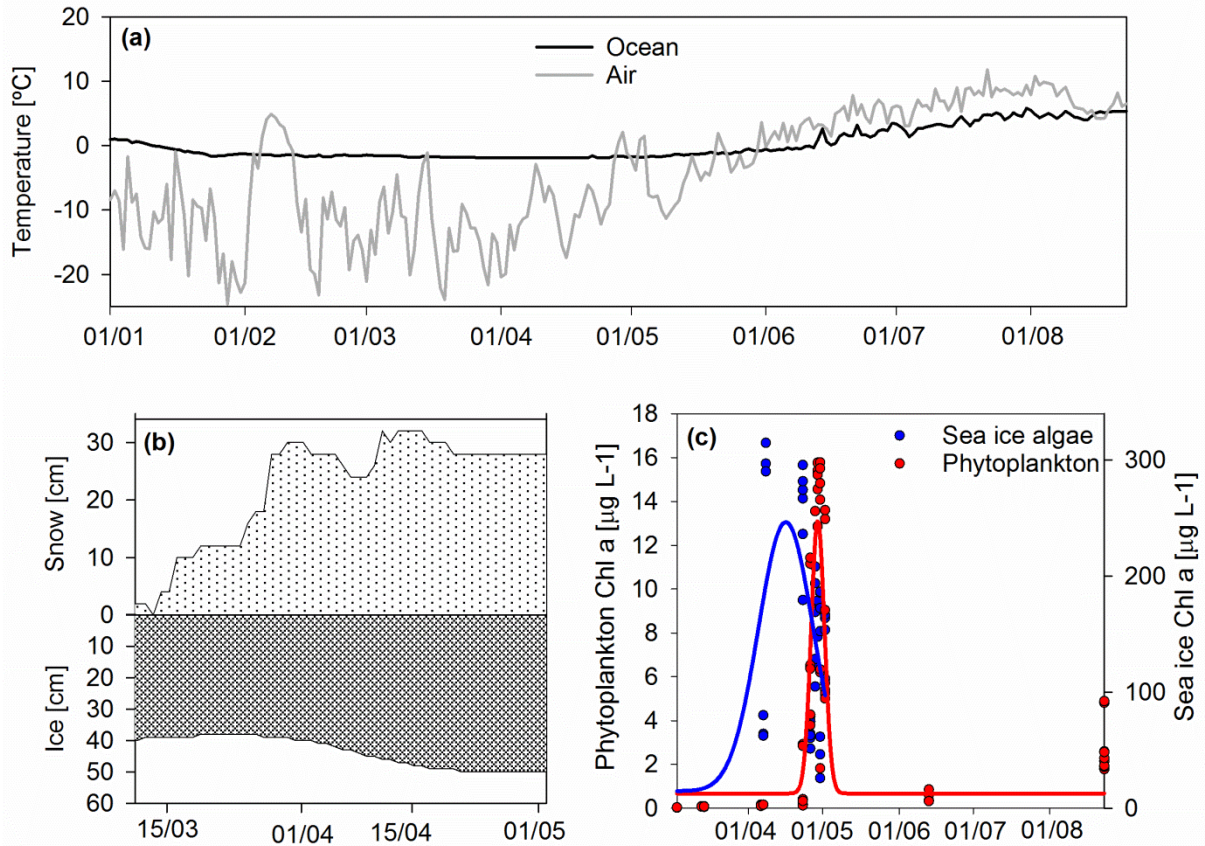 (a)
Ocean
Air
Temperature [ºC]
20
10
0
-10
-20
01/01 01/02 01/03 01/04 01/05 01/06 01/07 01/08
(b)
Snow [cm]
30
20
10
0
Ice [cm]
10
20
30
40
50
60
15/03 01/04 15/04 01/05
(c)
Sea ice algae
Phytoplankton
Phytoplankton Chl a [µg L-1]
18
16
14
12
10
8
6
4
2
0
300
200
100
0
Sea ice Chl a [µg L-1]
01/04 01/05 01/06 01/07 01/08